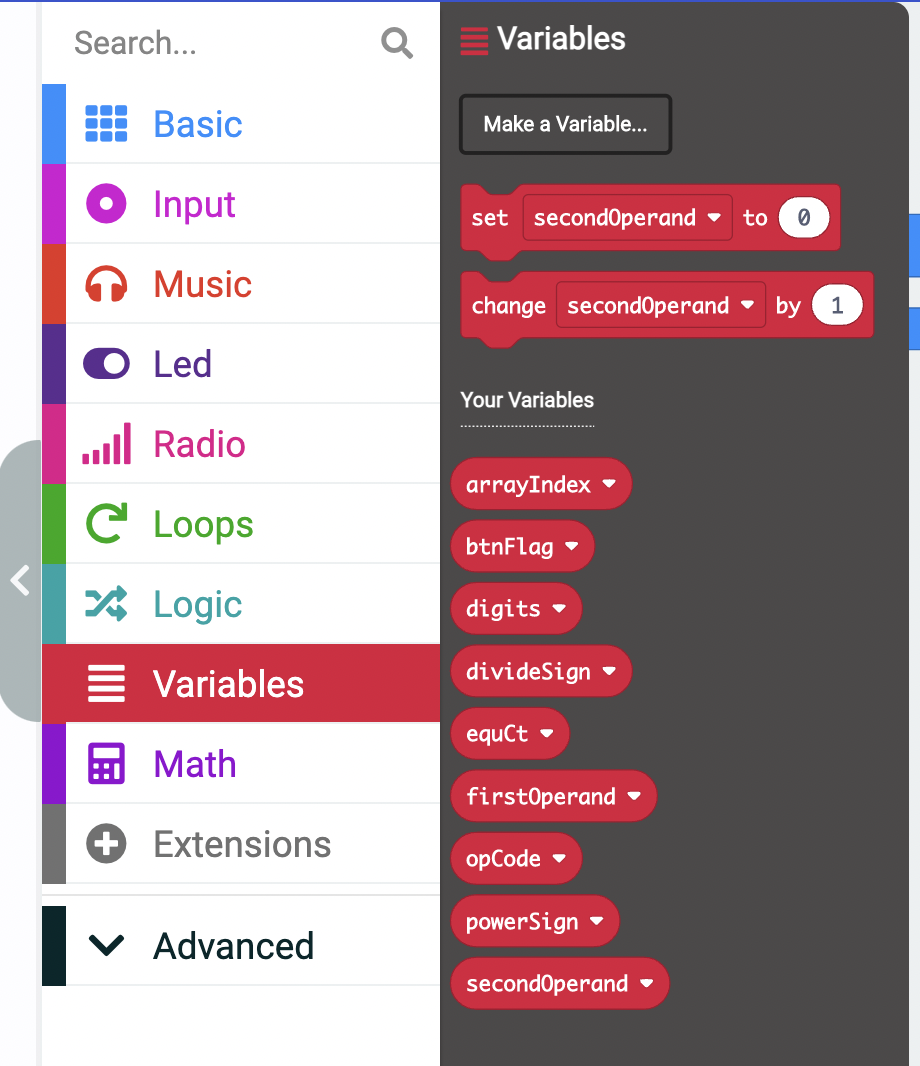 Search...
Basic
Input
Music
Led
Radio
Loops
Logic
Variables
Math
Extensions
Advanced
Variables
Make a Variable...
set secondOperand to 0
change secondOperand by 1
Your Variables
arrayIndex
btnFlag
digits
divideSign
equCt
firstOperand
opCode
powerSign
secondOperand